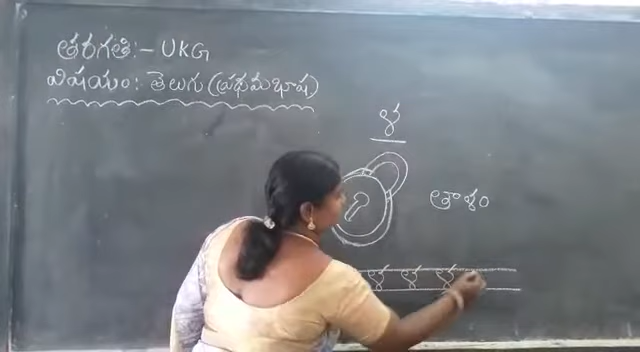 తరగతి:- UKG
విషయం: తెలుగు (ప్రథమభాష)
ళ
తాళం
ళ ళ ళ